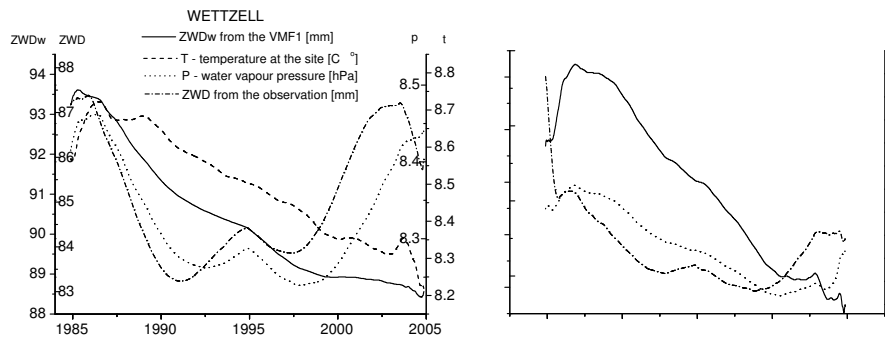 WETTZELL
ZWDw ZWD
ZWDw from the VMF1 [mm]
T - temperature at the site [C °]
P - water vapour pressure [hPa]
ZWD from the observation [mm]
p t
94
93
92
91
90
89
88
88
87
86
85
84
83
8.5
8.4
8.3
8.8
8.7
8.6
8.5
8.4
8.3
8.2
1985 1990 1995 2000 2005